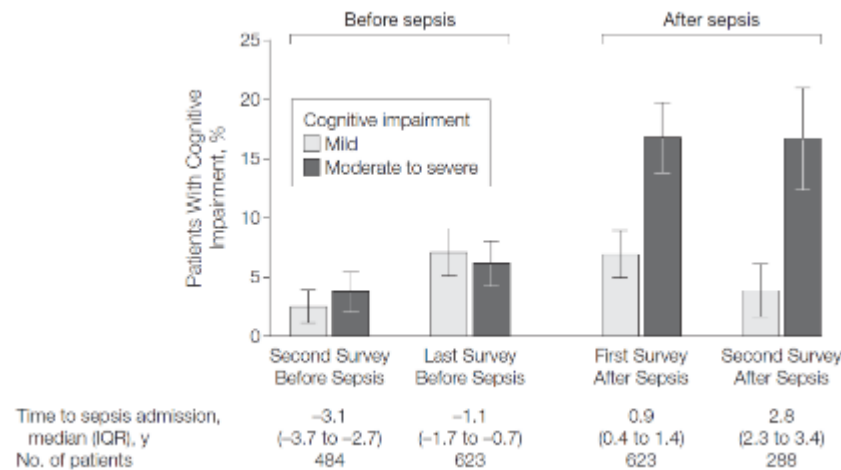 Before sepsis
After sepsis
25
20
15
10
5
0
Patients With Cognitive
Impairment, %
Cognitive impairment
Mild
Moderate to severe
Second Survey
Before Sepsis
Last Survey
Before Sepsis
First Survey
After Sepsis
Second Survey
After Sepsis
Time to sepsis admission,
median (IQR), y
–3.1
(–3.7 to –2.7)
–1.1
(–1.7 to –0.7)
0.9
(0.4 to 1.4)
2.8
(2.3 to 3.4)
No. of patients
484
623
623
288